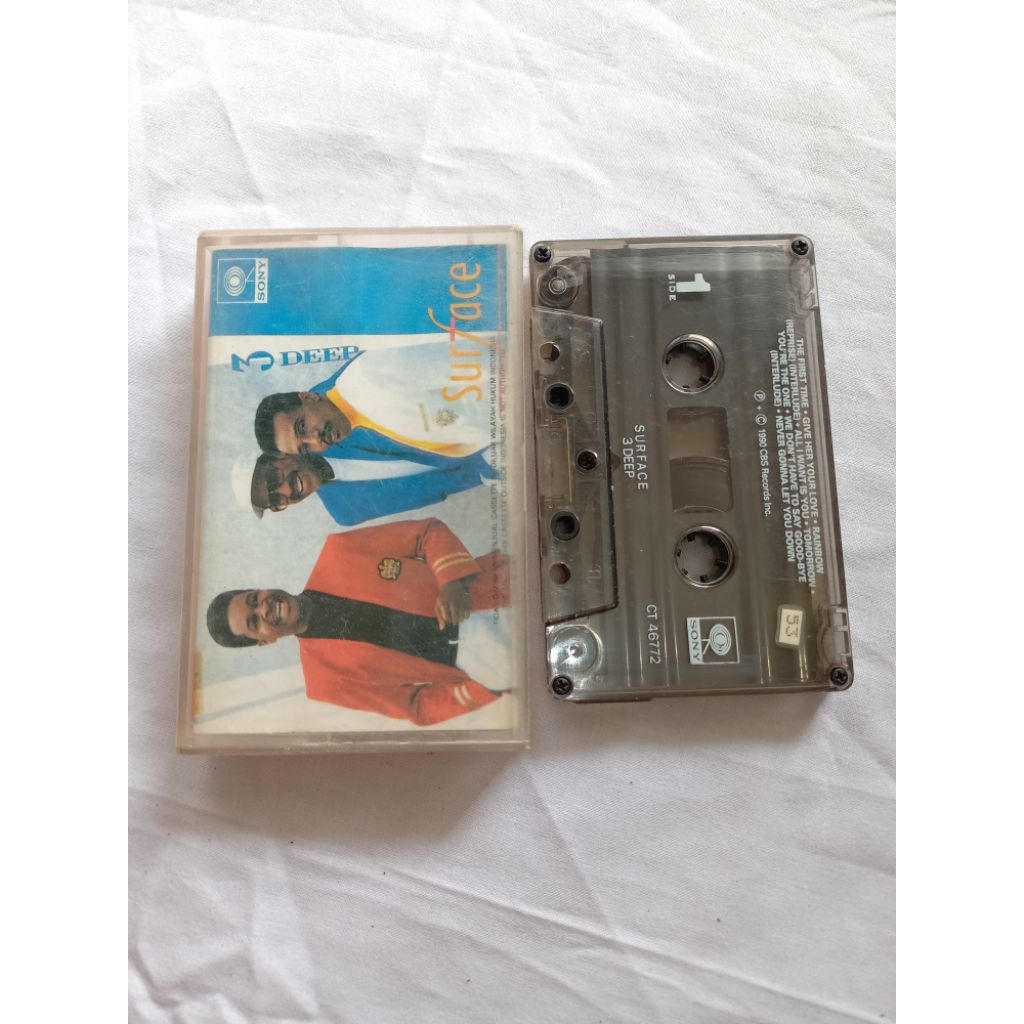 SONY
3 DEEP
surface
1
SIDE
THE FIRST TIME • GIVE HER YOUR LOVE • RAINBOW
(REPRISE) (INTERLUDE) • ALL I WANT IS YOU • TOMORROW •
YOU'RE THE ONE • WE DON'T HAVE TO SAY GOOD-BYE
(INTERLUDE) • NEVER GONNA LET YOU DOWN
℗ + © 1990 CBS Records Inc.
SURFACE
3 DEEP
CT 46772
SONY
53